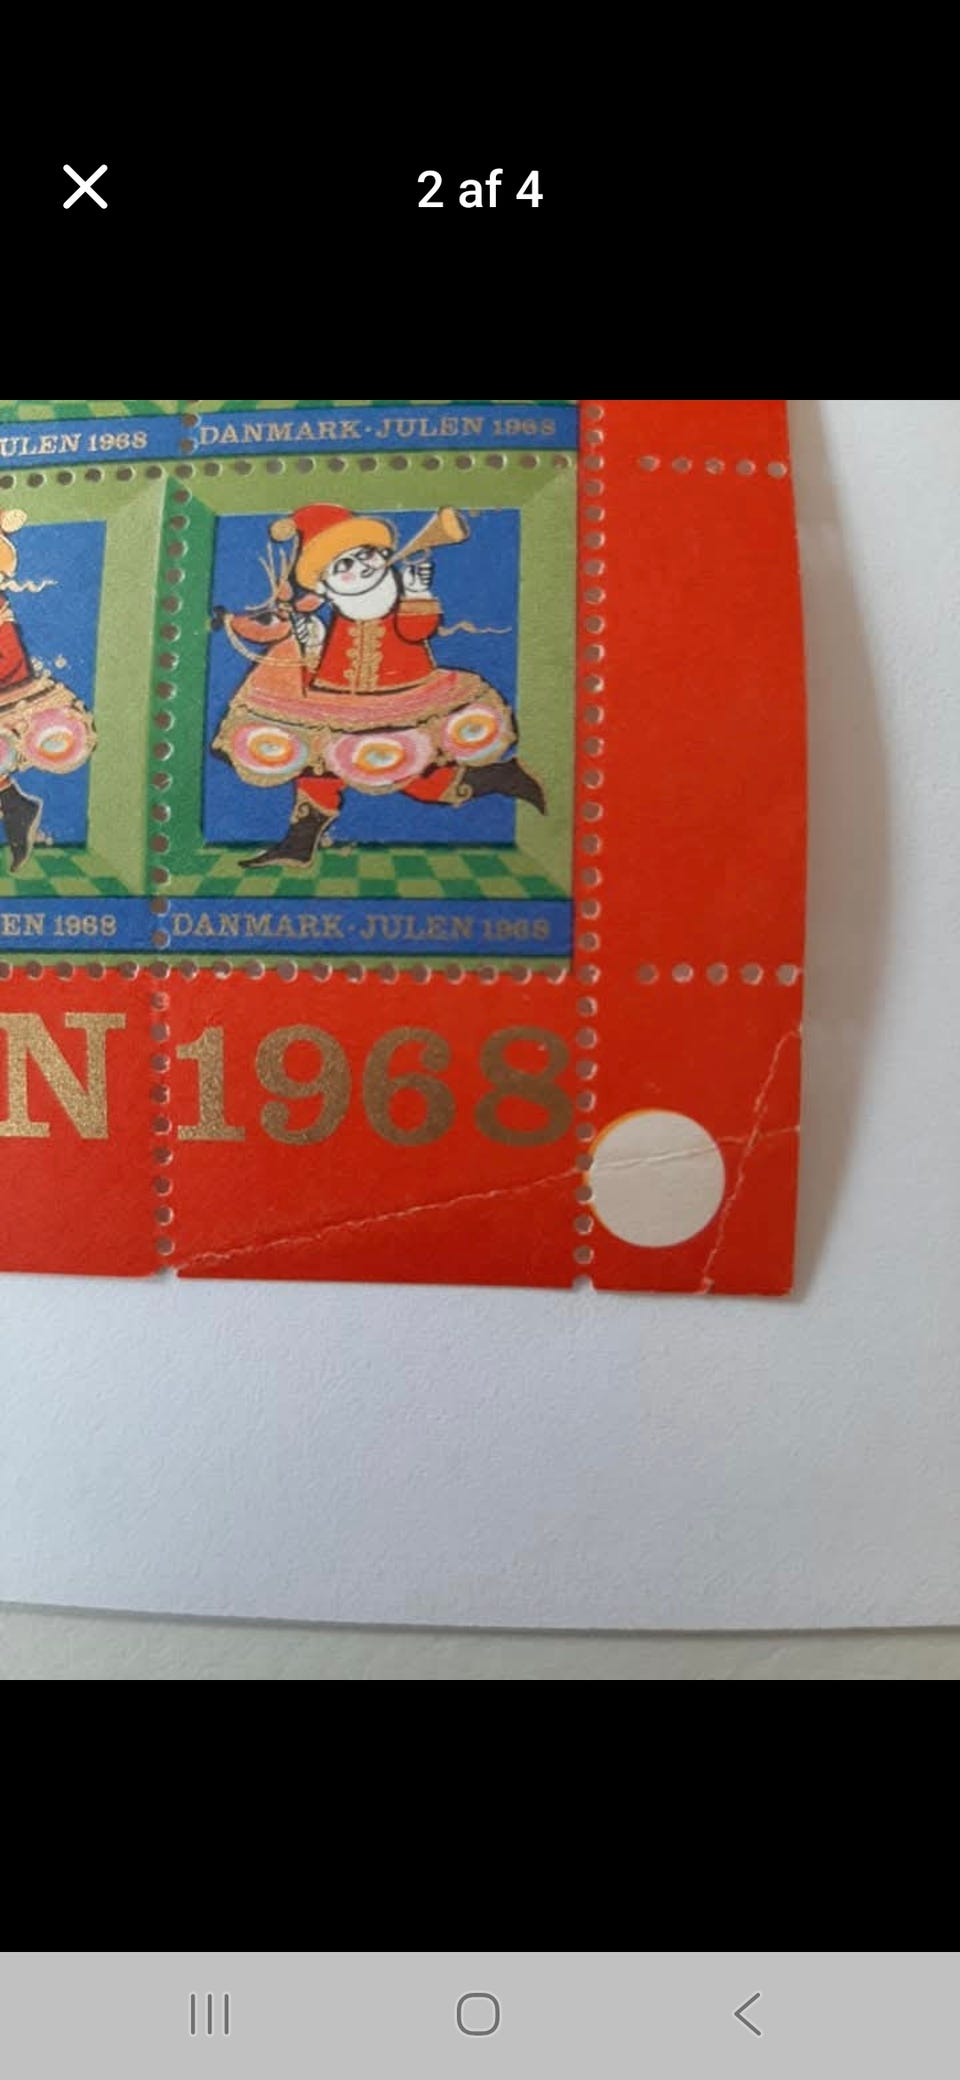 2 af 4
ULEN 1968 DANMARK·JULEN 1968
EN 1968 DANMARK·JULEN 1968
N 1968